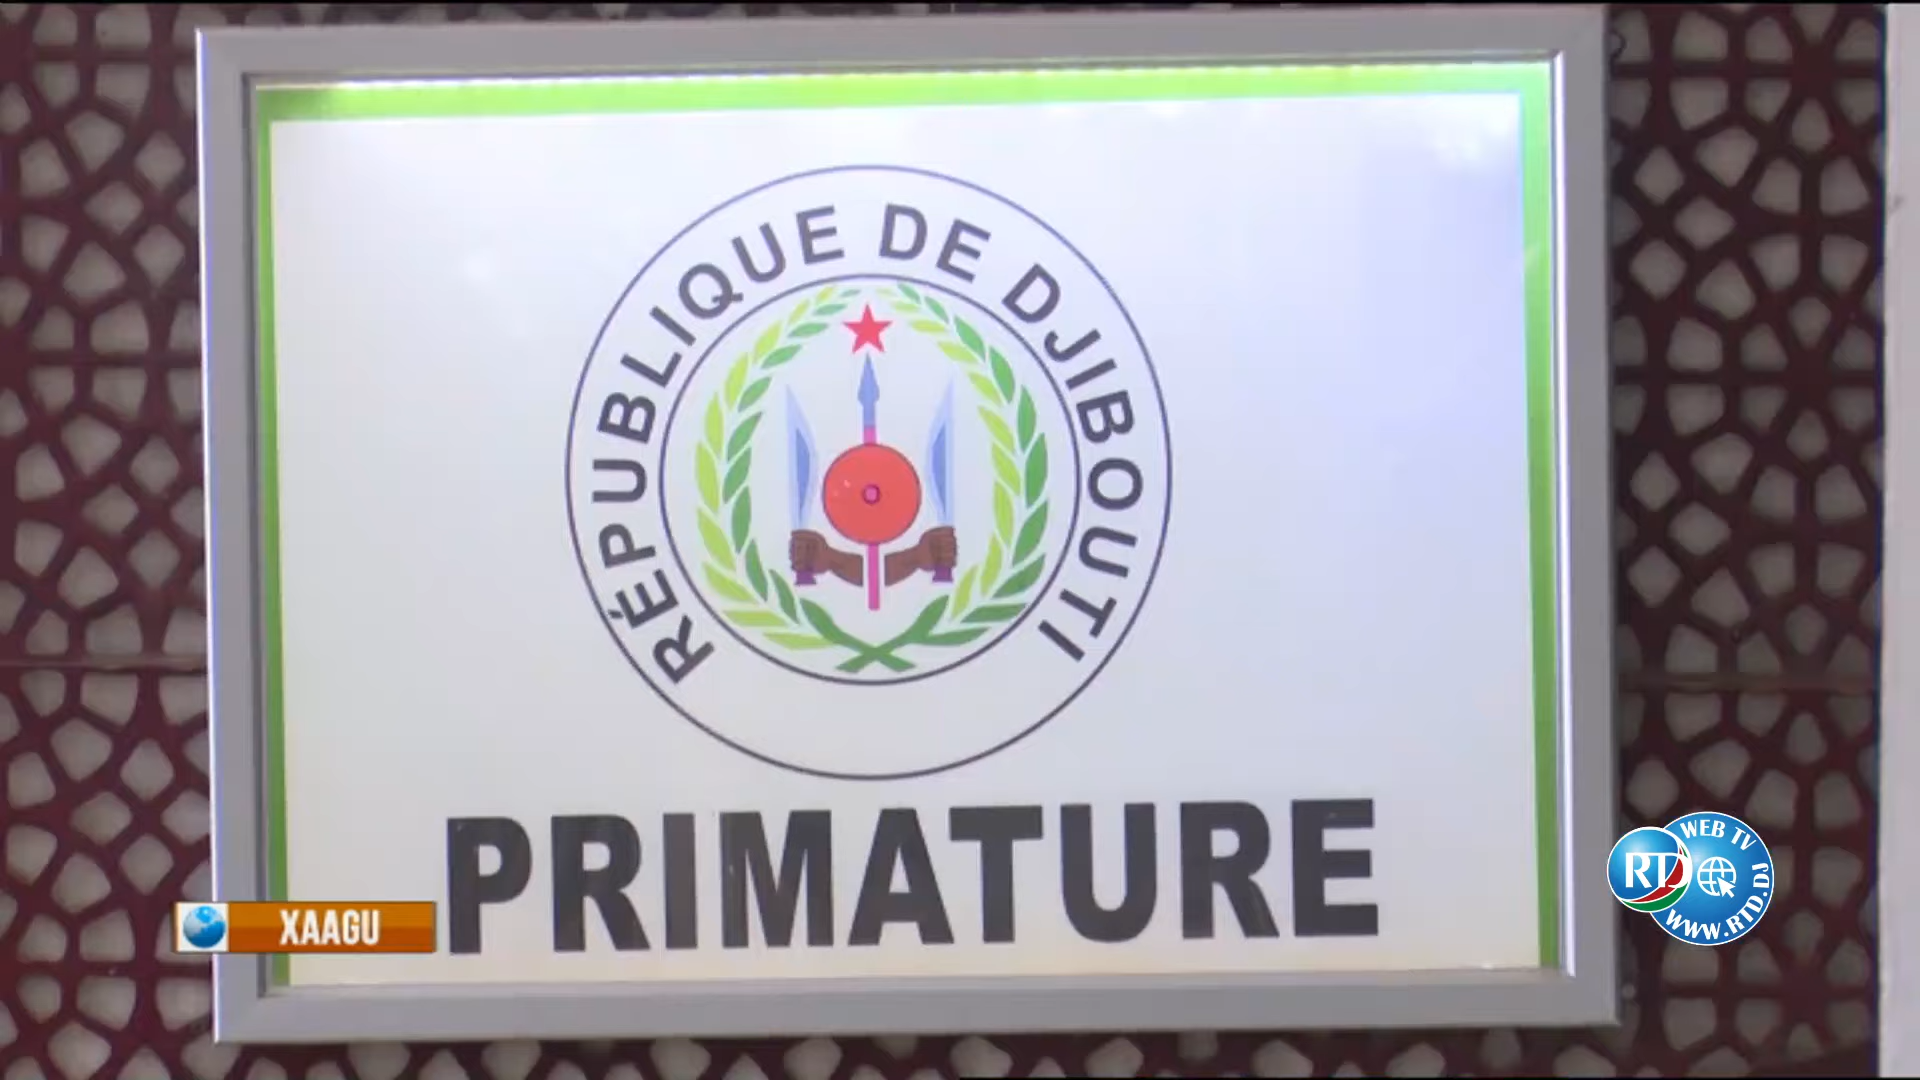 RÉPUBLIQUE DE DJIBOUTI
PRIMATURE
XAAGU
WEB TV
RTD
WWW.RTD.DJ